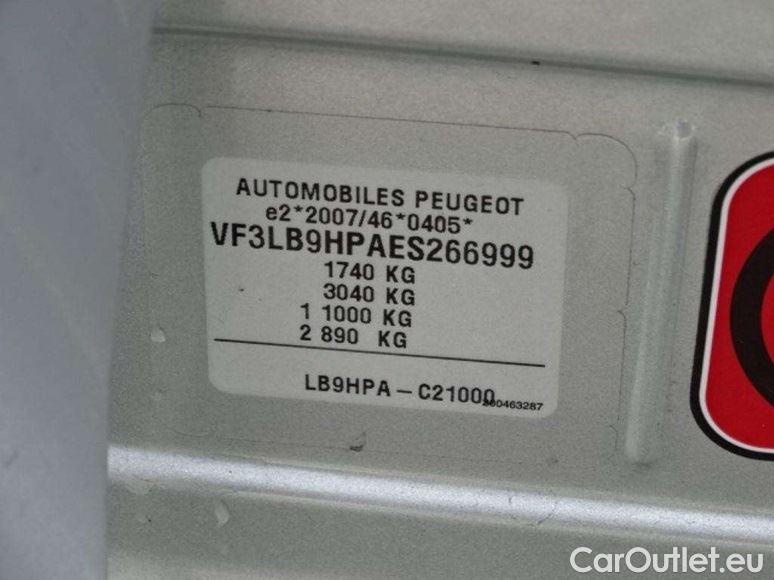 AUTOMOBILES PEUGEOT
e2*2007/46*0405*
VF3LB9HPAES266999
1740 KG
3040 KG
1 1000 KG
2 890 KG
LB9HPA - C21000
CarOutlet.eu